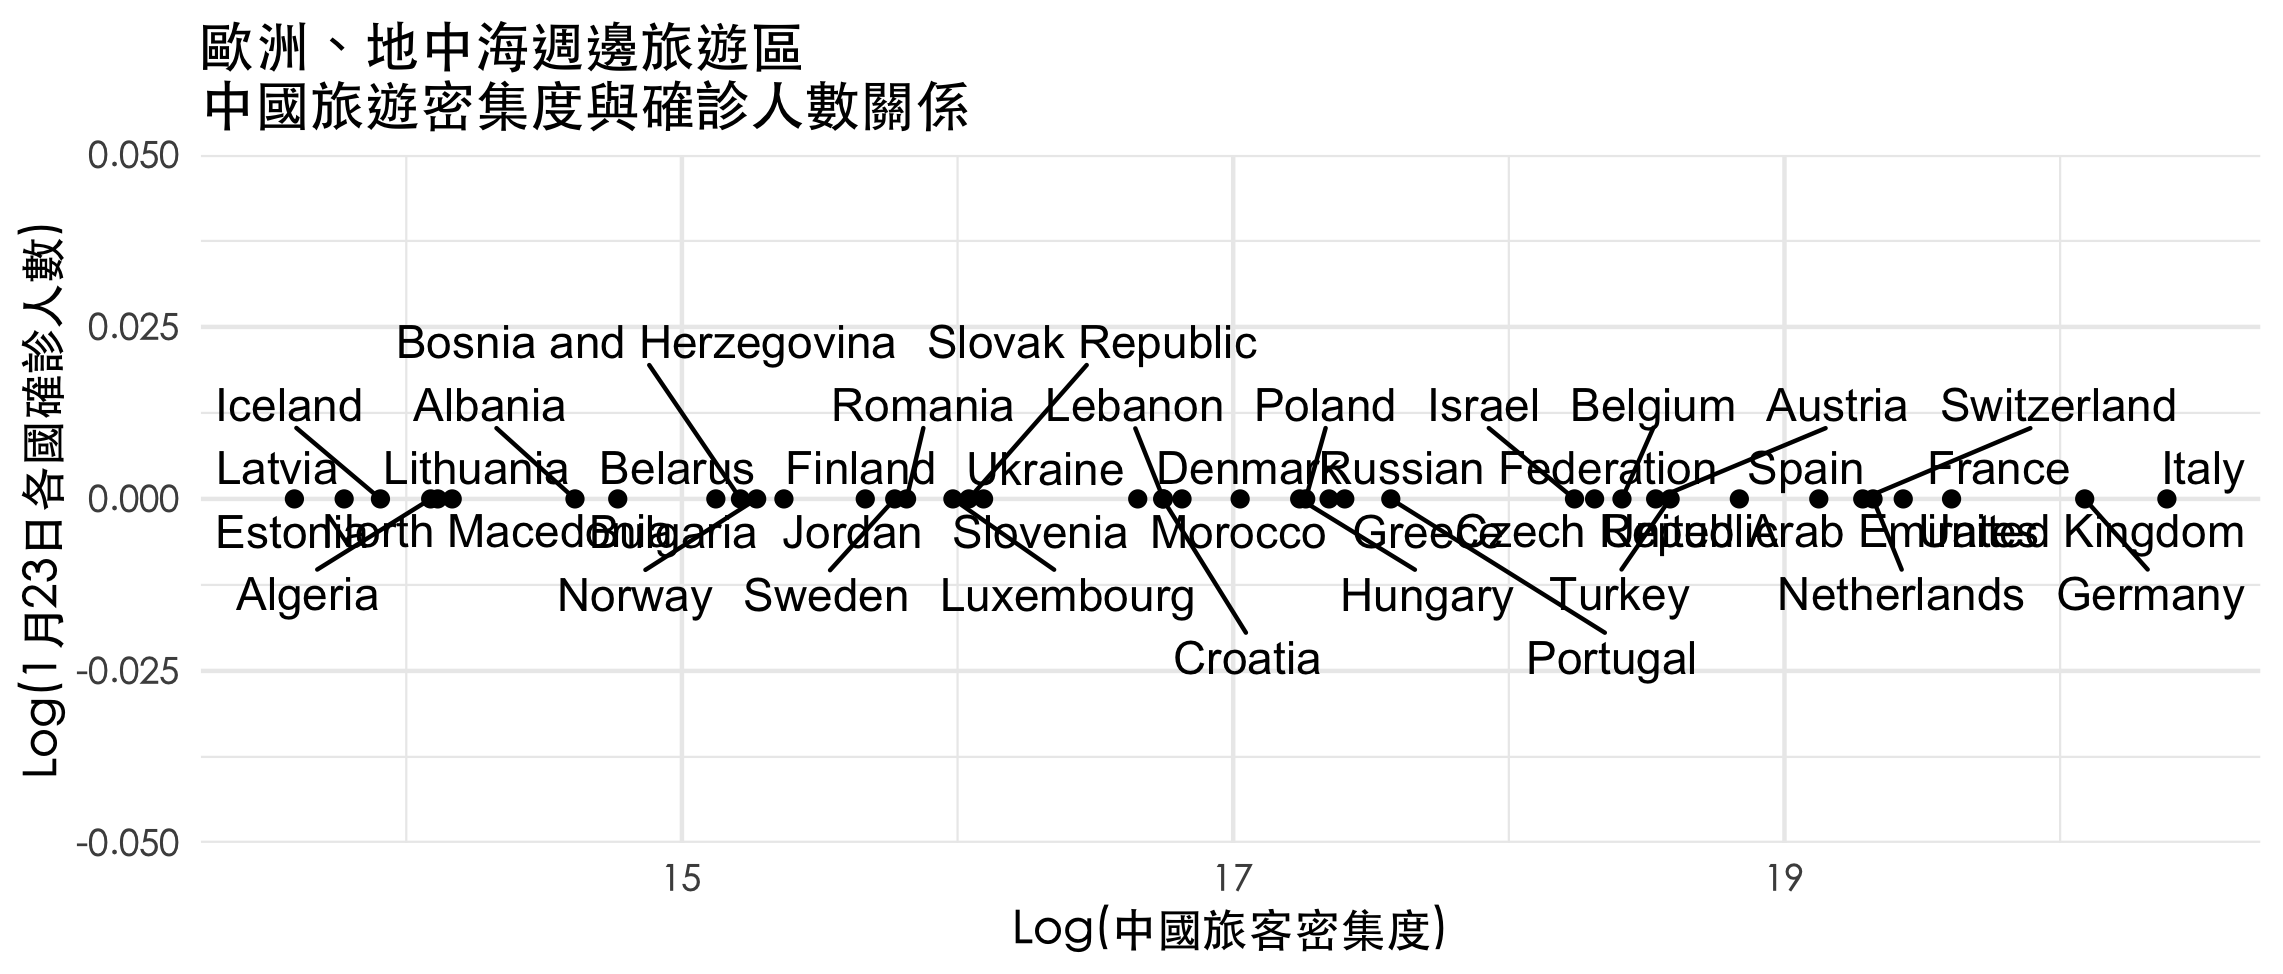 歐洲、地中海週邊旅遊區
中國旅遊密集度與確診人數關係
0.050
0.025
0.000
-0.025
-0.050
Log(1月23日各國確診人數)
Bosnia and Herzegovina Slovak Republic
Iceland Albania Romania Lebanon Poland Israel Belgium Austria Switzerland
Latvia Lithuania Belarus Finland Ukraine Denmark Russian Federation Spain France Italy
Estonia North Macedonia Bulgaria Jordan Slovenia Morocco Greece Czech Republic United Arab Emirates United Kingdom
Algeria Norway Sweden Luxembourg Hungary Turkey Netherlands Germany
Croatia Portugal
15 17 19
Log(中國旅客密集度)